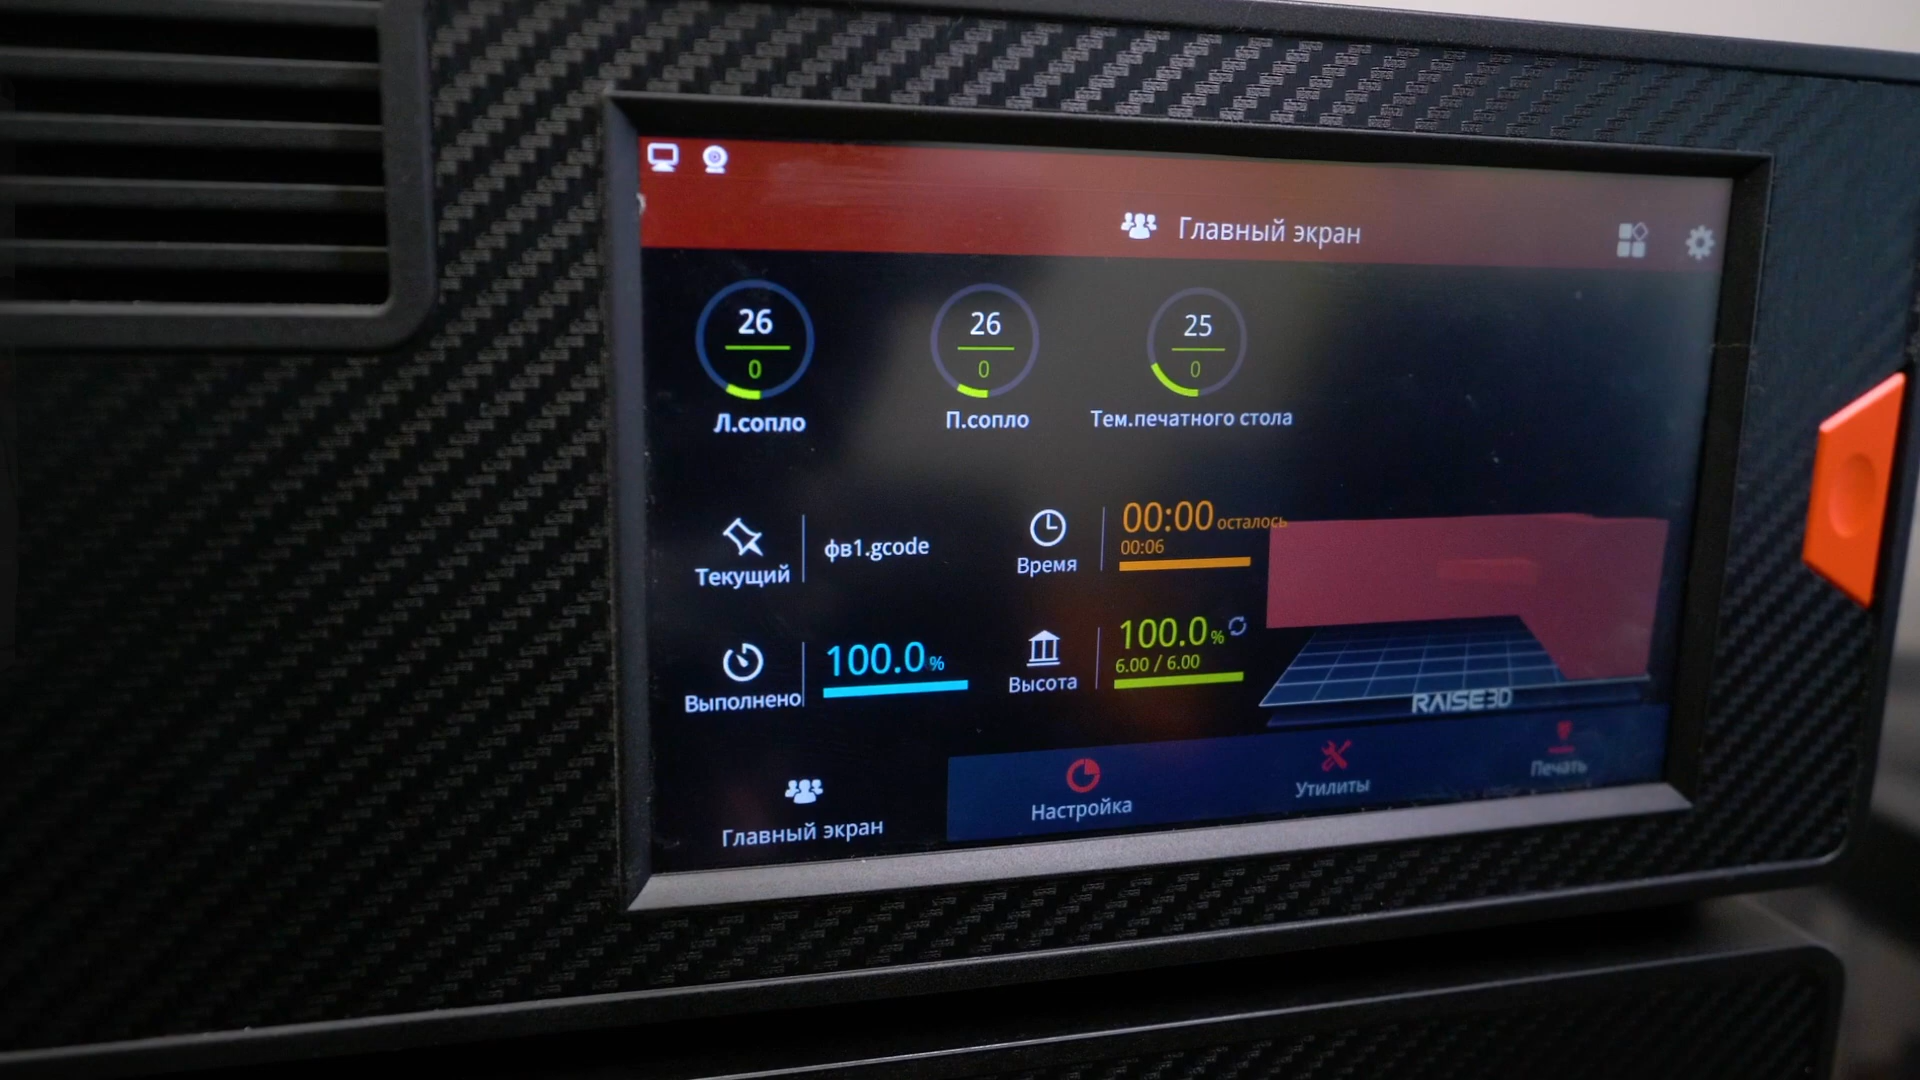 Главный экран
26
0
Л.сопло
26
0
П.сопло
25
0
Тем.печатного стола
Текущий
фв1.gcode
Время
00:00 осталось
00:06
Выполнено
100.0 %
Высота
100.0 %
6.00 / 6.00
RAISE3D
Главный экран
Настройка
Утилиты
Печать